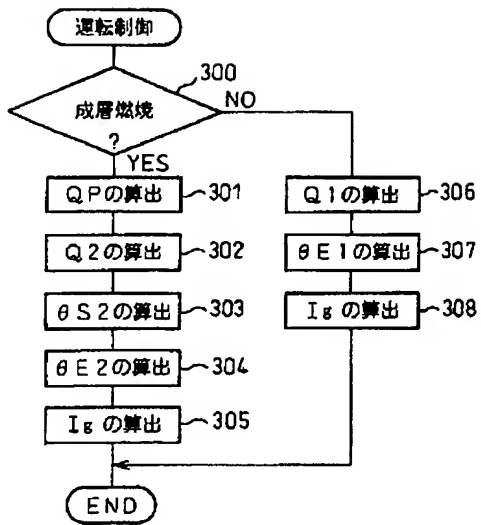 運転制御
300
成層燃焼
?
NO
YES
QPの算出
301
Q2の算出
302
θS2の算出
303
θE2の算出
304
Igの算出
305
Q1の算出
306
θE1の算出
307
Igの算出
308
END